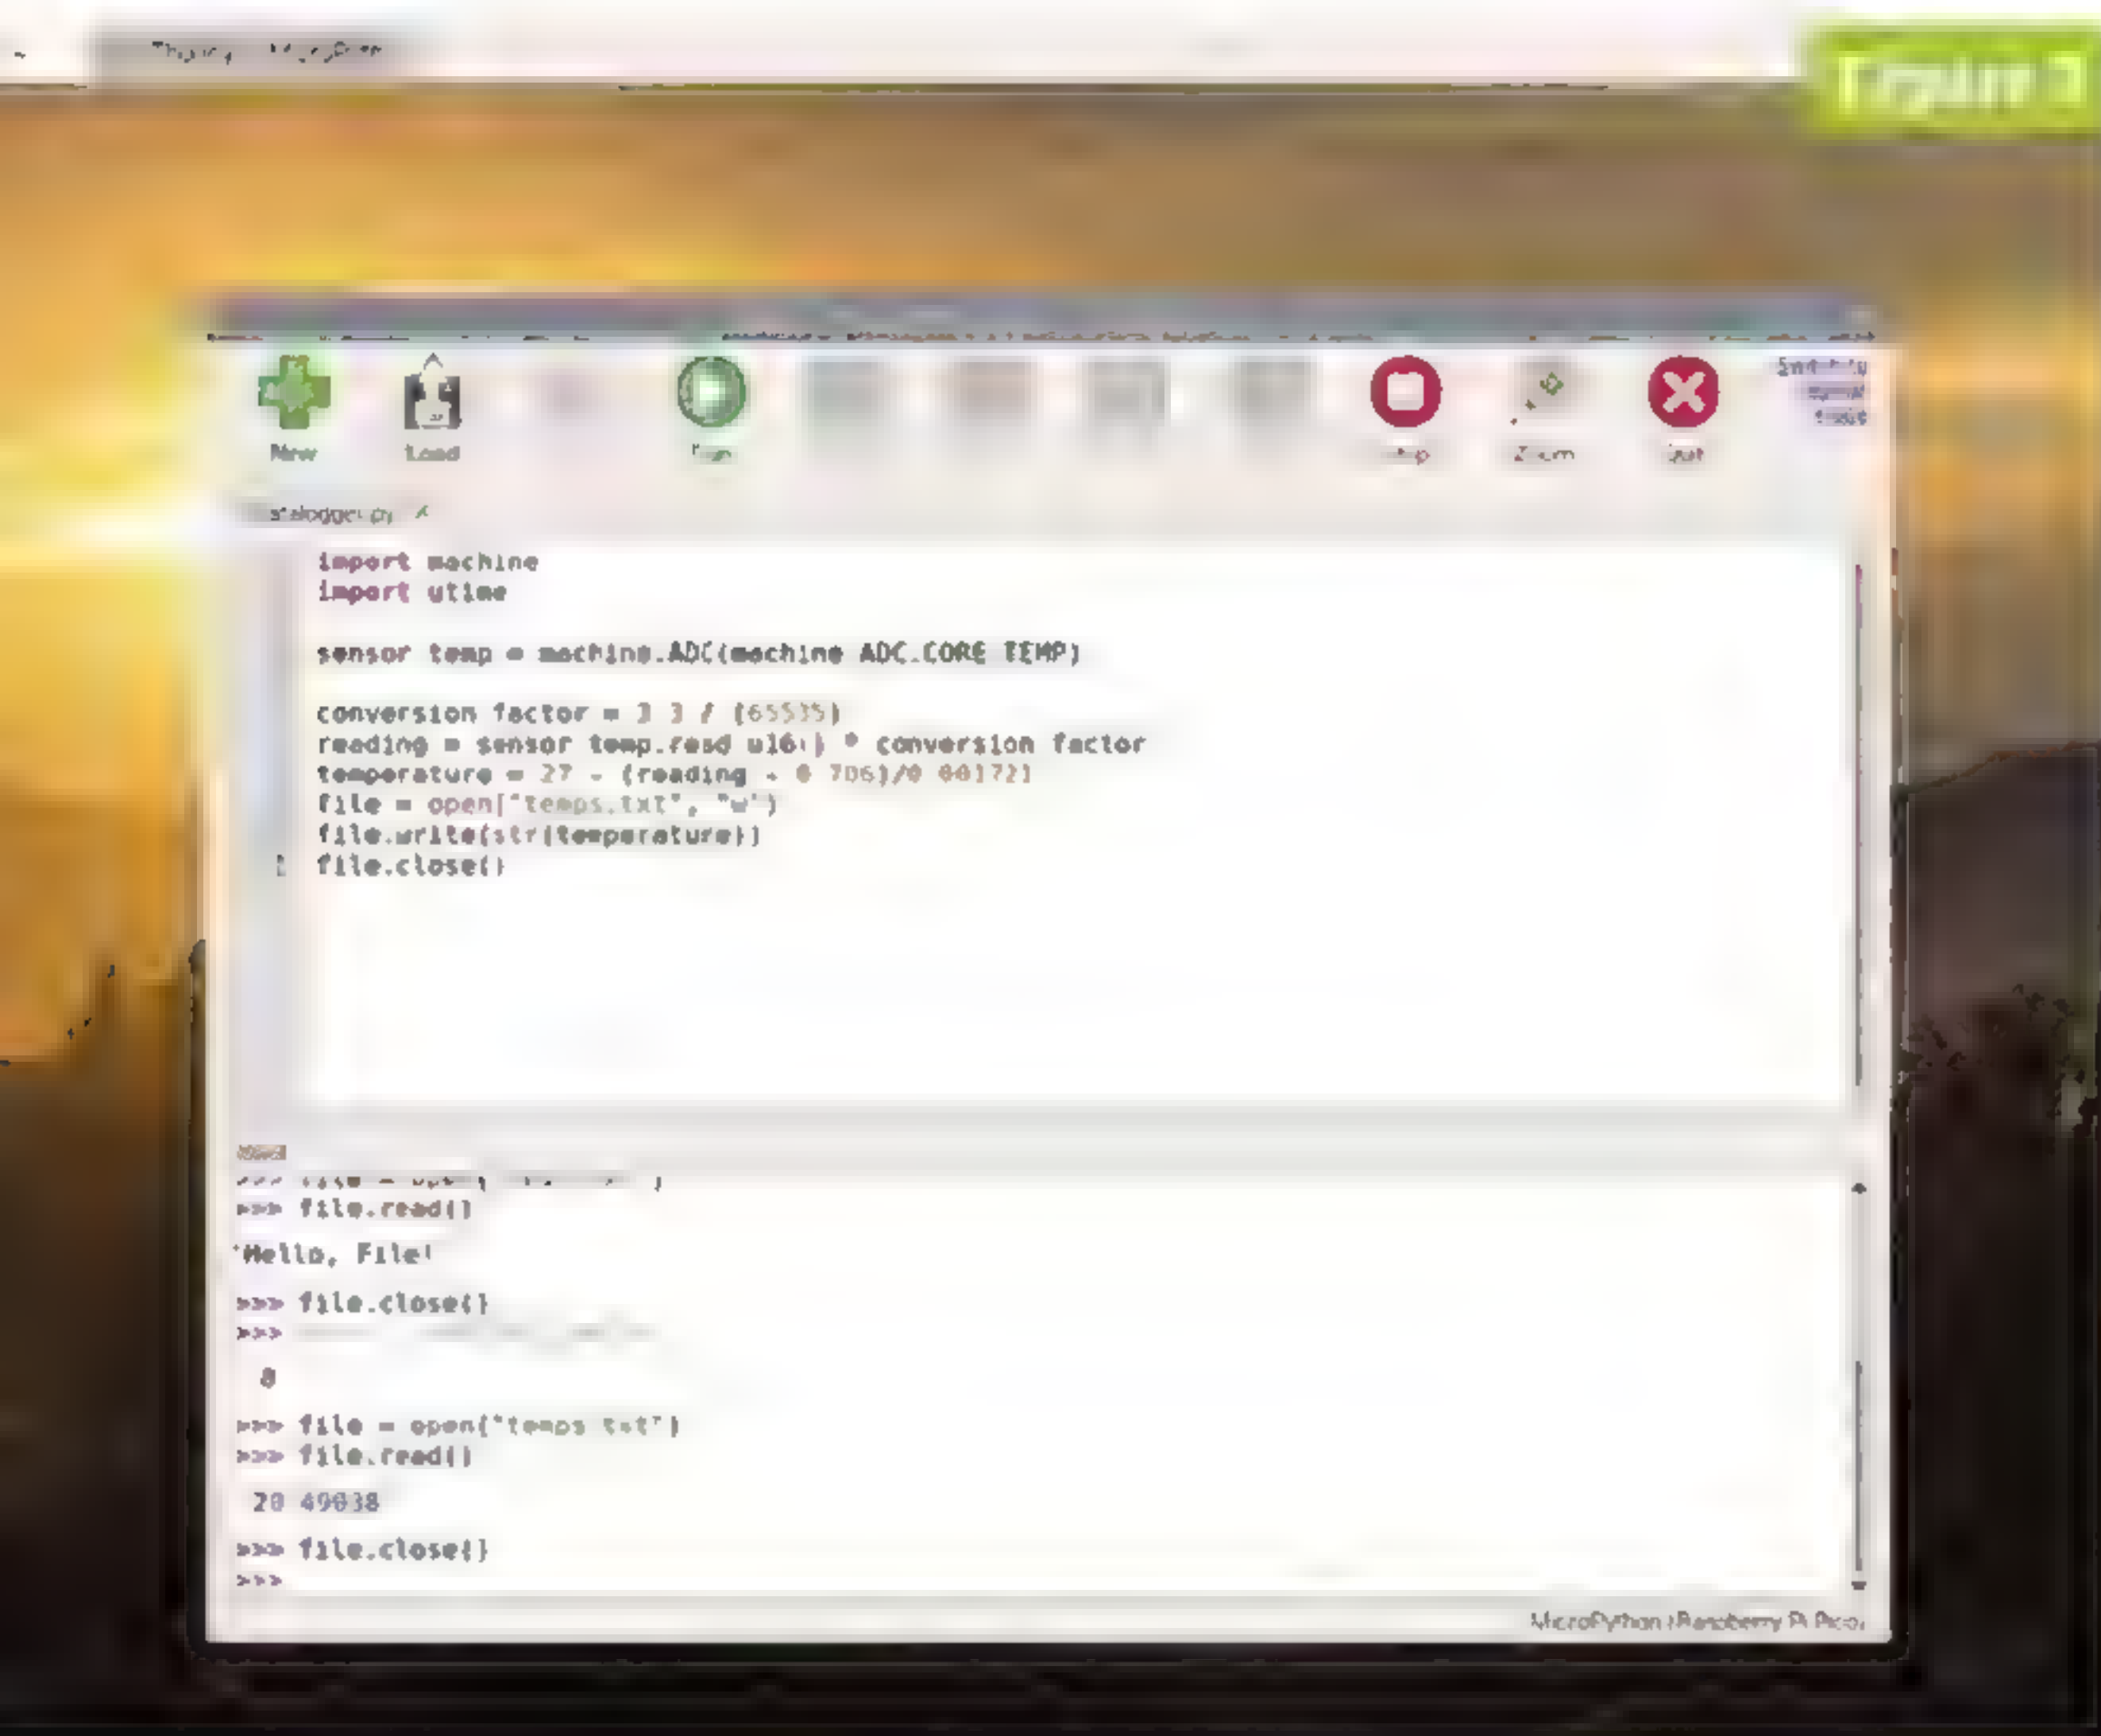 New Load Zoom Quit
import machine
import utime
sensor temp = machine.ADC(machine ADC.CORE TEMP)
conversion factor = 3 3 / (65535)
reading = sensor temp.read u16() * conversion factor
temperature = 27 - (reading - 0 706)/0 001721
file = open("temps.txt", "w")
file.write(str(temperature))
file.close()
>>> file.read()
'Hello, File!
>>> file.close()
>>>
>>> file = open("temps txt")
>>> file.read()
20 49038
>>> file.close()
>>>
MicroPython (Raspberry Pi Pico)